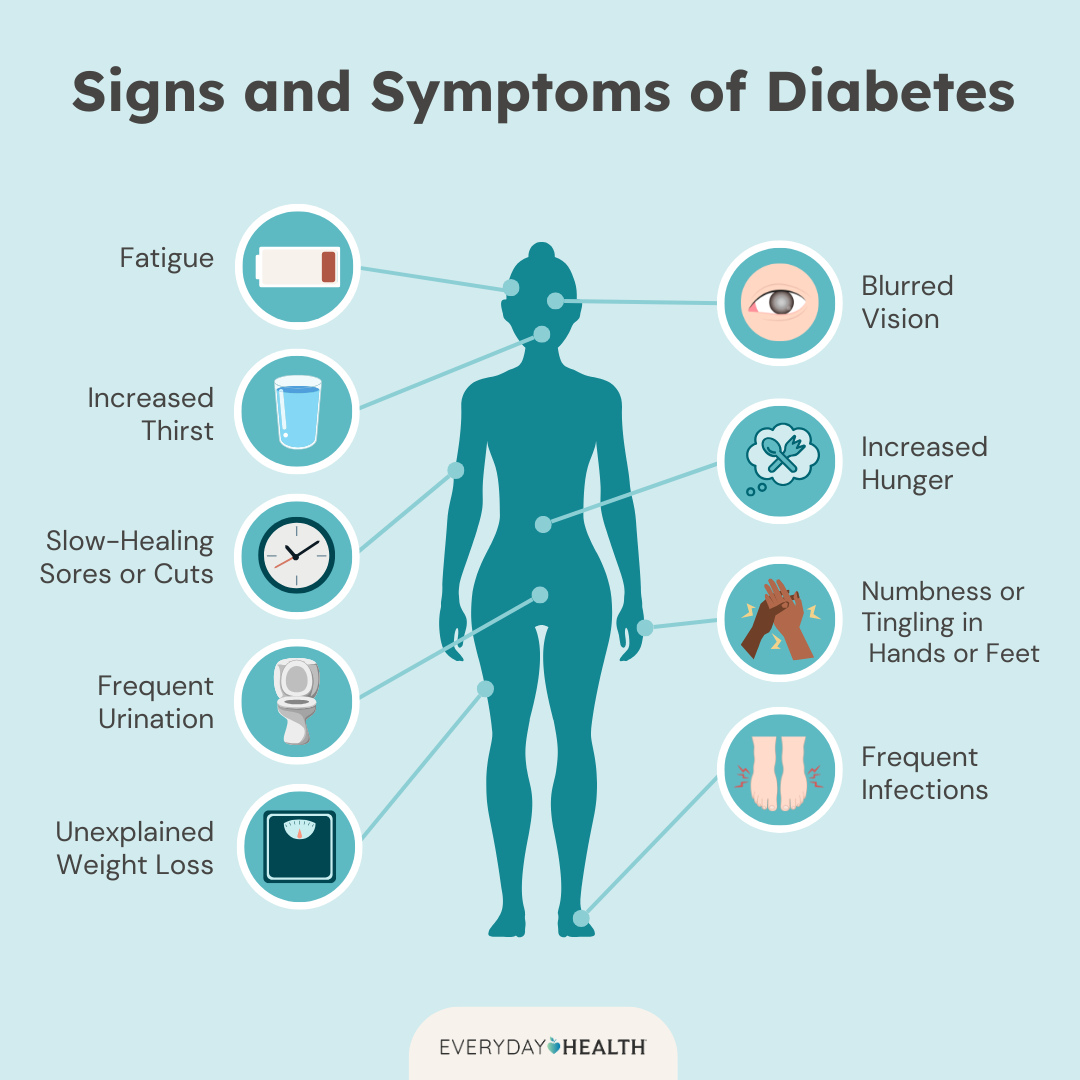 Signs and Symptoms of Diabetes
Fatigue
Increased
Thirst
Slow-Healing
Sores or Cuts
Frequent
Urination
Unexplained
Weight Loss
Blurred
Vision
Increased
Hunger
Numbness or
Tingling in
Hands or Feet
Frequent
Infections
EVERYDAY HEALTH